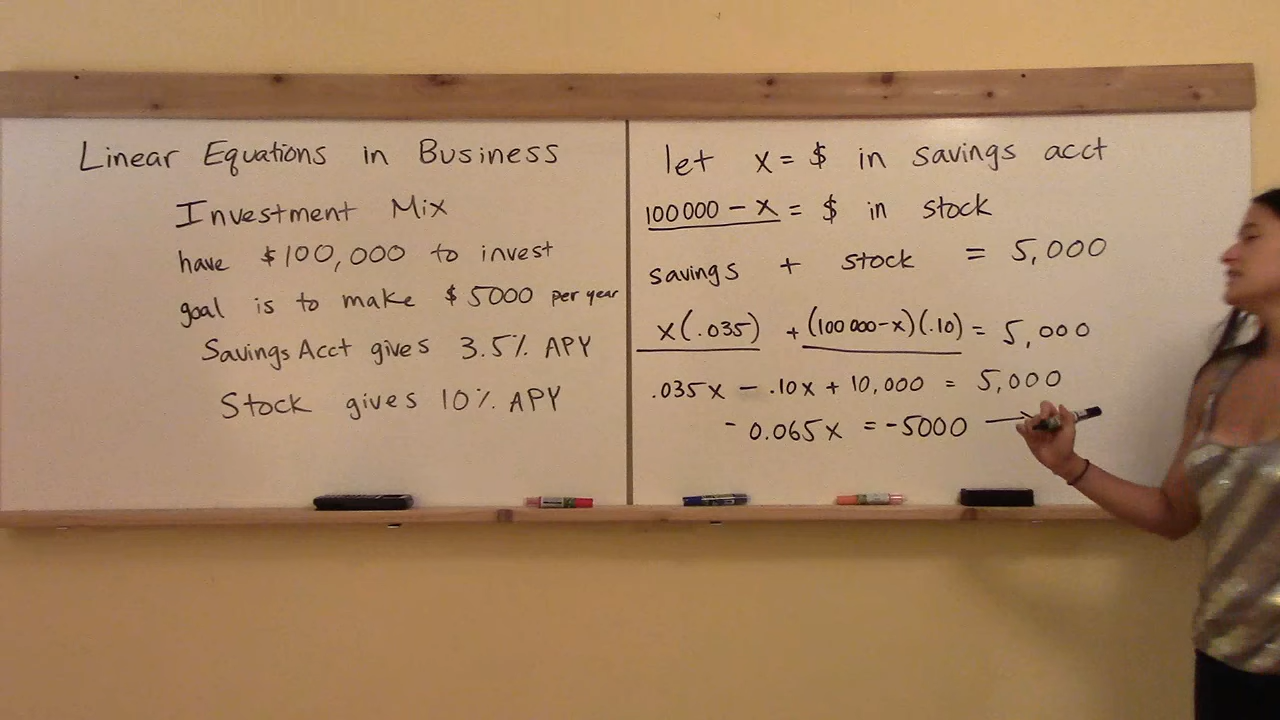 Linear Equations in Business
Investment Mix
have $100,000 to invest
goal is to make $5000 per year
Savings Acct gives 3.5% APY
Stock gives 10% APY
let x = $ in savings acct
100000 - x = $ in stock
savings + stock = 5,000
x(.035) + (100000-x)(.10) = 5,000
.035x - .10x + 10,000 = 5,000
- 0.065x = -5000